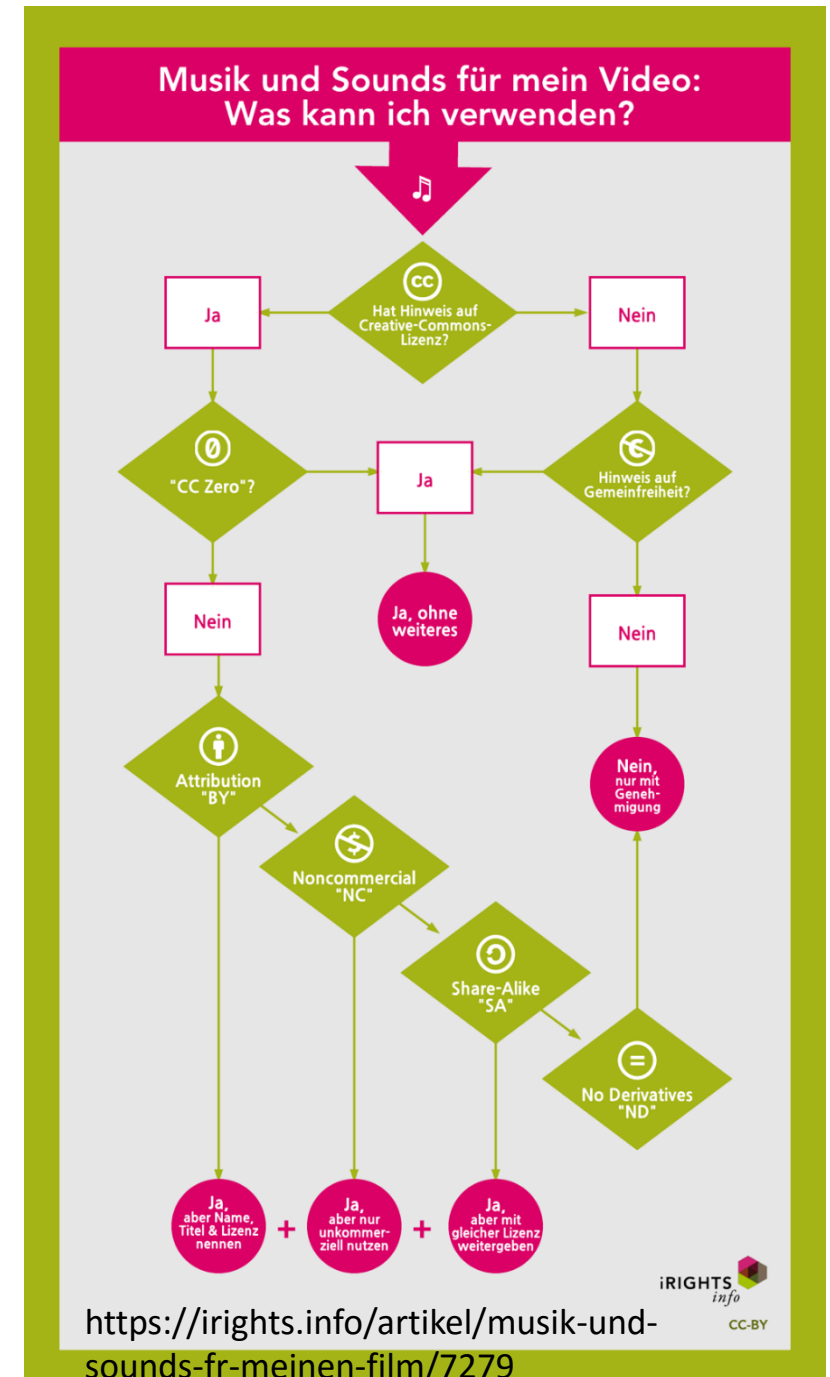 Musik und Sounds für mein Video:
Was kann ich verwenden?
cc
Hat Hinweis auf
Creative-Commons-
Lizenz?
Ja
Nein
0
"CC Zero"?
Ja
Hinweis auf
Gemeinfreiheit?
Nein
Ja, ohne
weiteres
Nein
Attribution
"BY"
Nein,
nur mit
Geneh-
migung
Noncommercial
"NC"
Share-Alike
"SA"
No Derivatives
"ND"
Ja,
aber Name,
Titel & Lizenz
nennen
+
Ja,
aber nur
unkommer-
ziell nutzen
+
Ja,
aber mit
gleicher Lizenz
weitergeben
iRIGHTS
info
CC-BY
https://irights.info/artikel/musik-und-
sounds-fr-meinen-film/7279